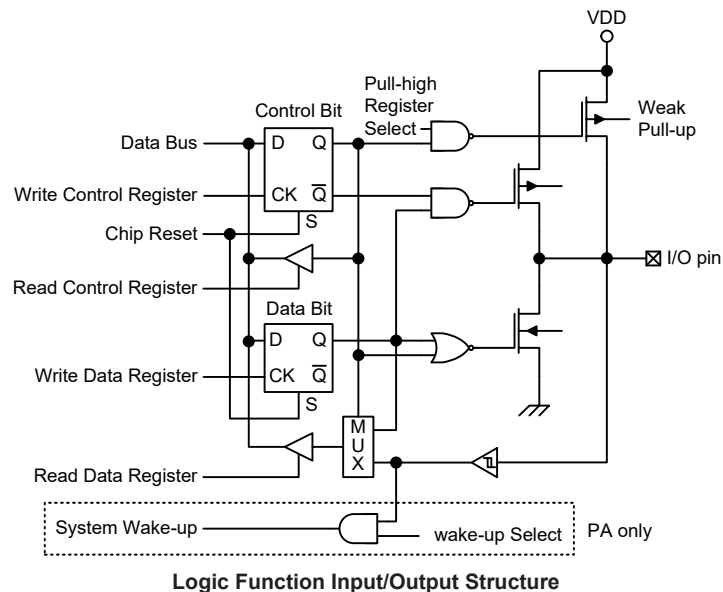 VDD
Pull-high
Register
Select
Control Bit
Weak
Pull-up
Data Bus
D
Q
Write Control Register
CK
Q
S
Chip Reset
I/O pin
Read Control Register
Data Bit
D
Q
Write Data Register
CK
Q
S
M
U
X
Read Data Register
System Wake-up
wake-up Select
PA only
Logic Function Input/Output Structure